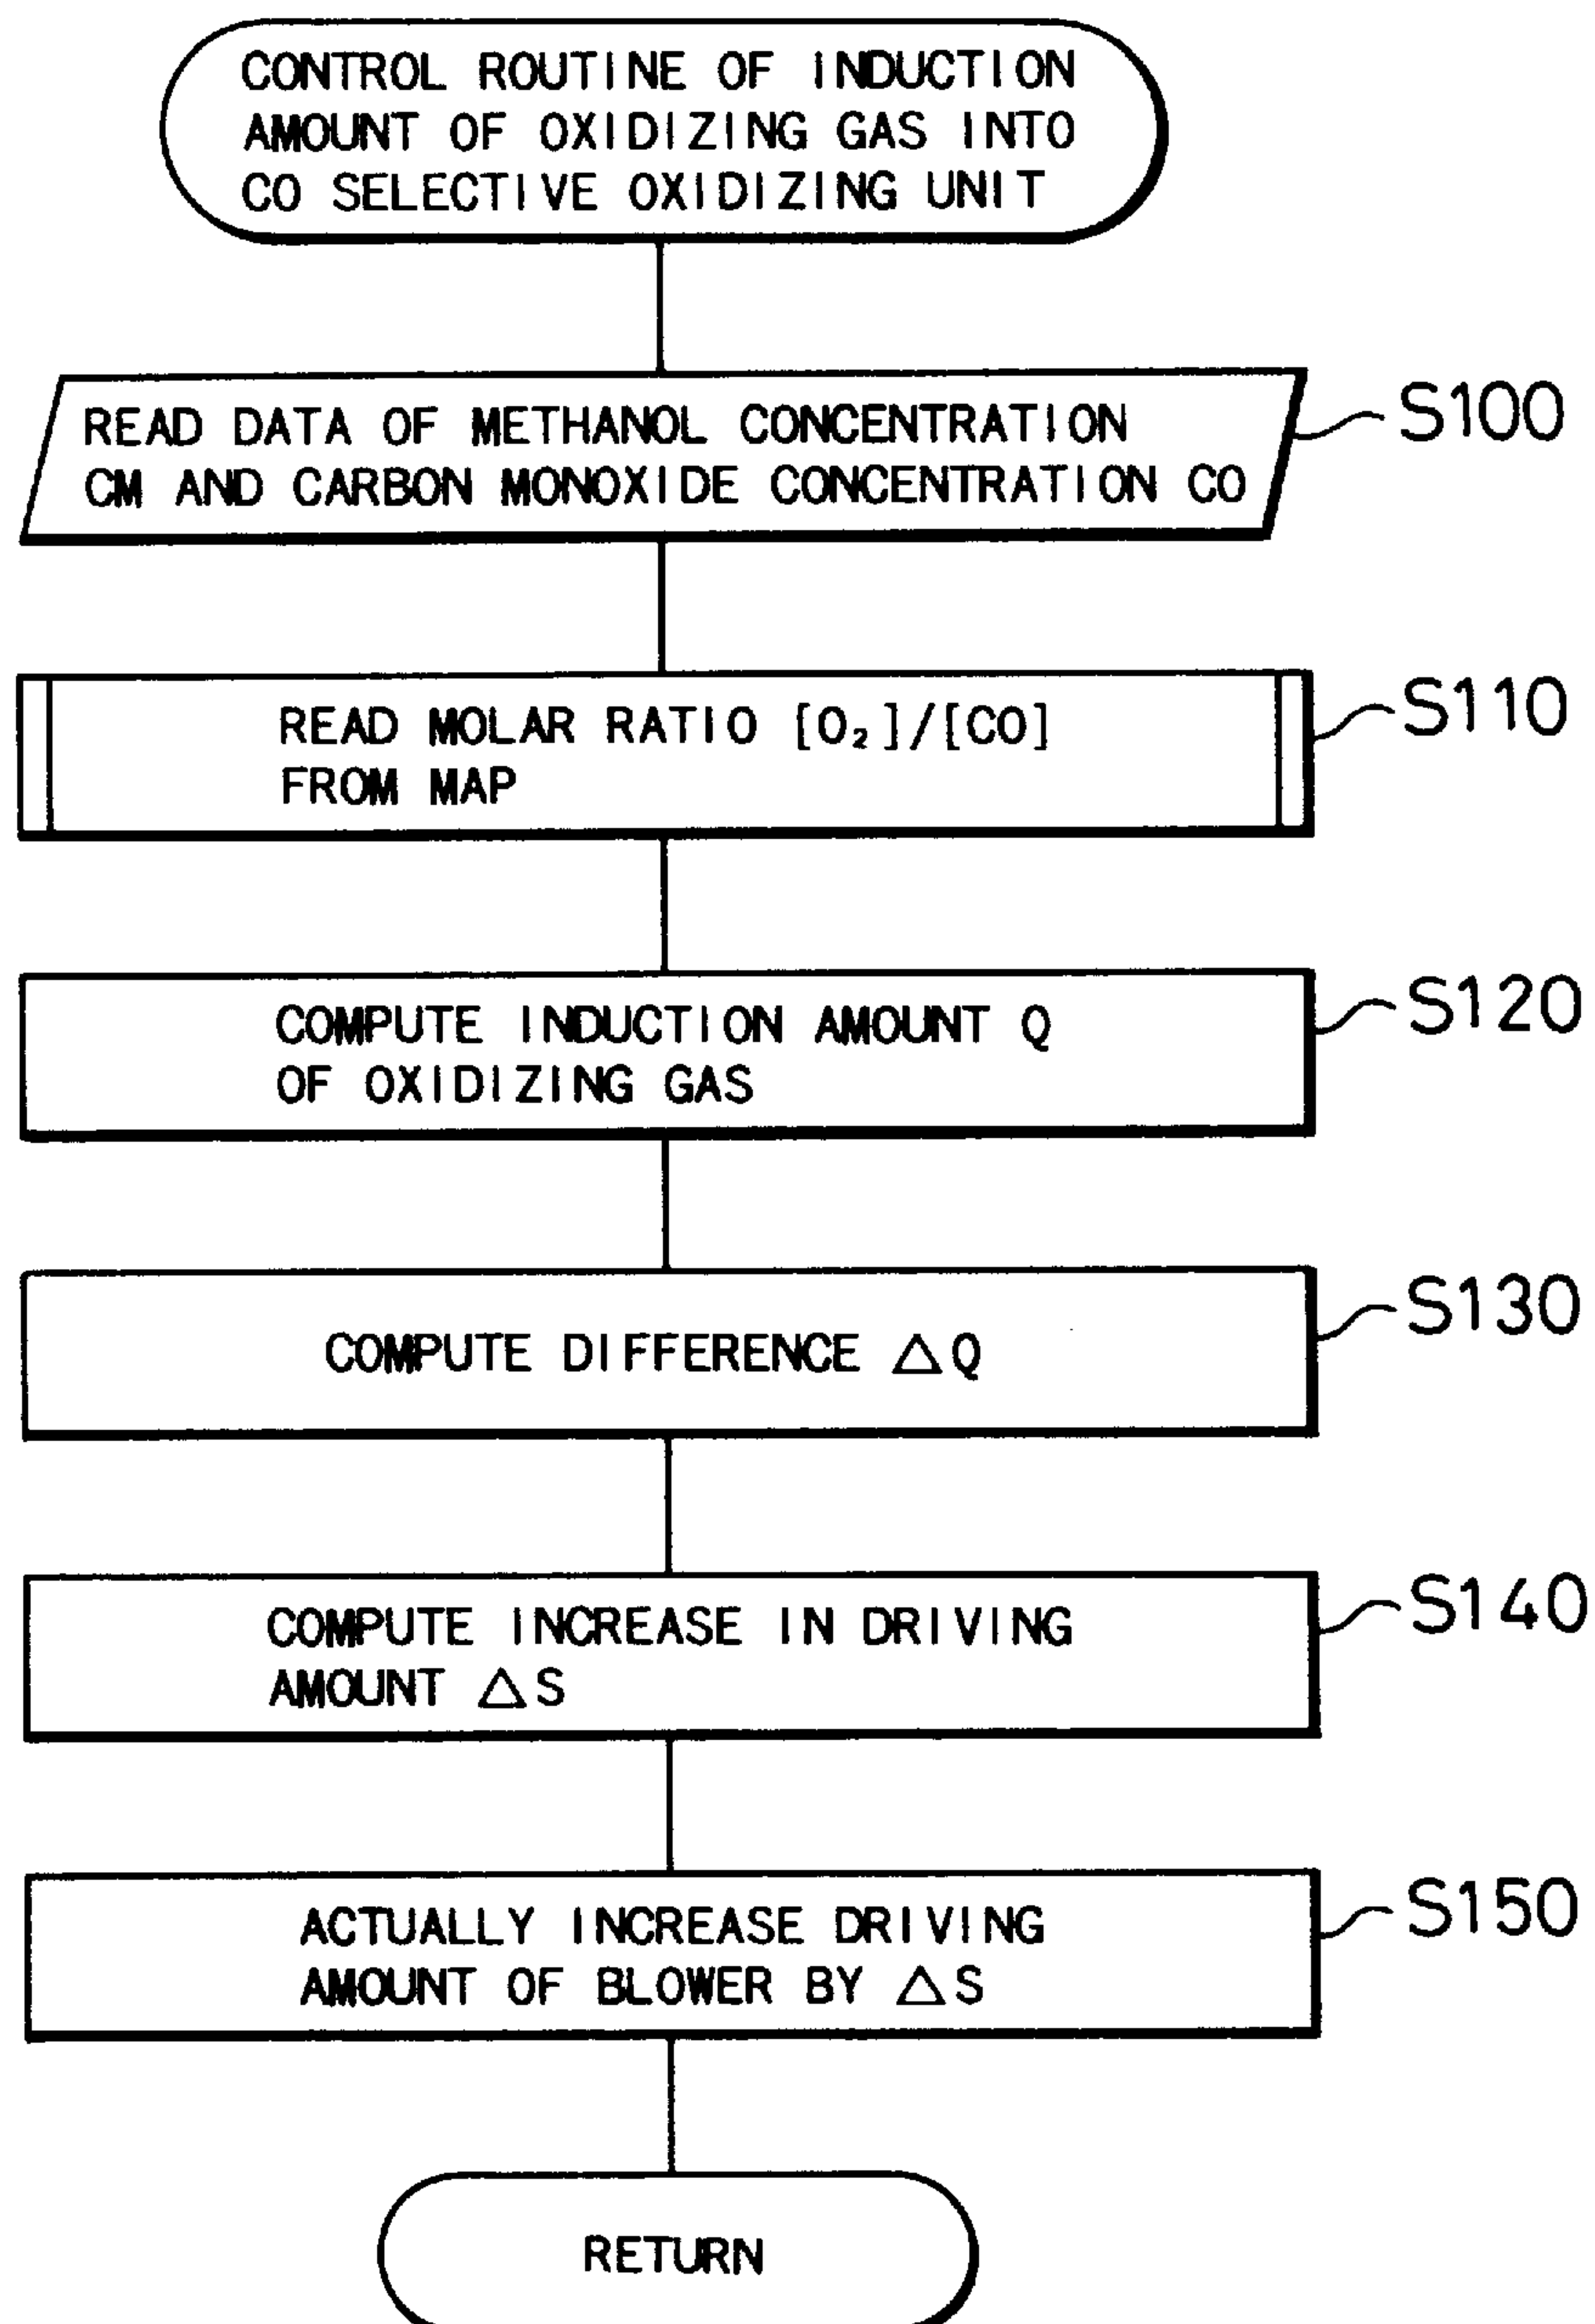 CONTROL ROUTINE OF INDUCTION
AMOUNT OF OXIDIZING GAS INTO
CO SELECTIVE OXIDIZING UNIT
READ DATA OF METHANOL CONCENTRATION
CM AND CARBON MONOXIDE CONCENTRATION CO
S100
READ MOLAR RATIO [O₂]/[CO]
FROM MAP
S110
COMPUTE INDUCTION AMOUNT Q
OF OXIDIZING GAS
S120
COMPUTE DIFFERENCE △Q
S130
COMPUTE INCREASE IN DRIVING
AMOUNT △S
S140
ACTUALLY INCREASE DRIVING
AMOUNT OF BLOWER BY △S
S150
RETURN